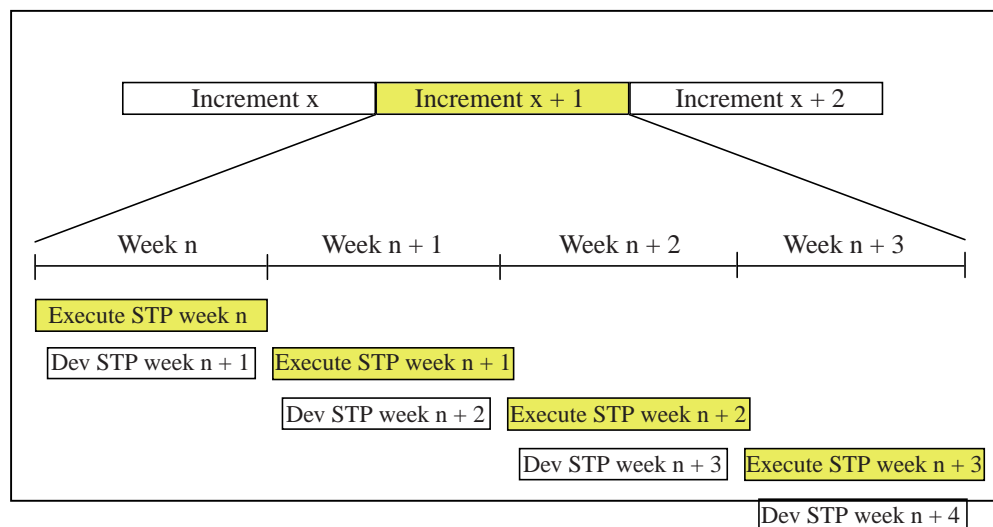 Increment x Increment x + 1 Increment x + 2
Week n Week n + 1 Week n + 2 Week n + 3
Execute STP week n
Dev STP week n + 1 Execute STP week n + 1
Dev STP week n + 2 Execute STP week n + 2
Dev STP week n + 3 Execute STP week n + 3
Dev STP week n + 4